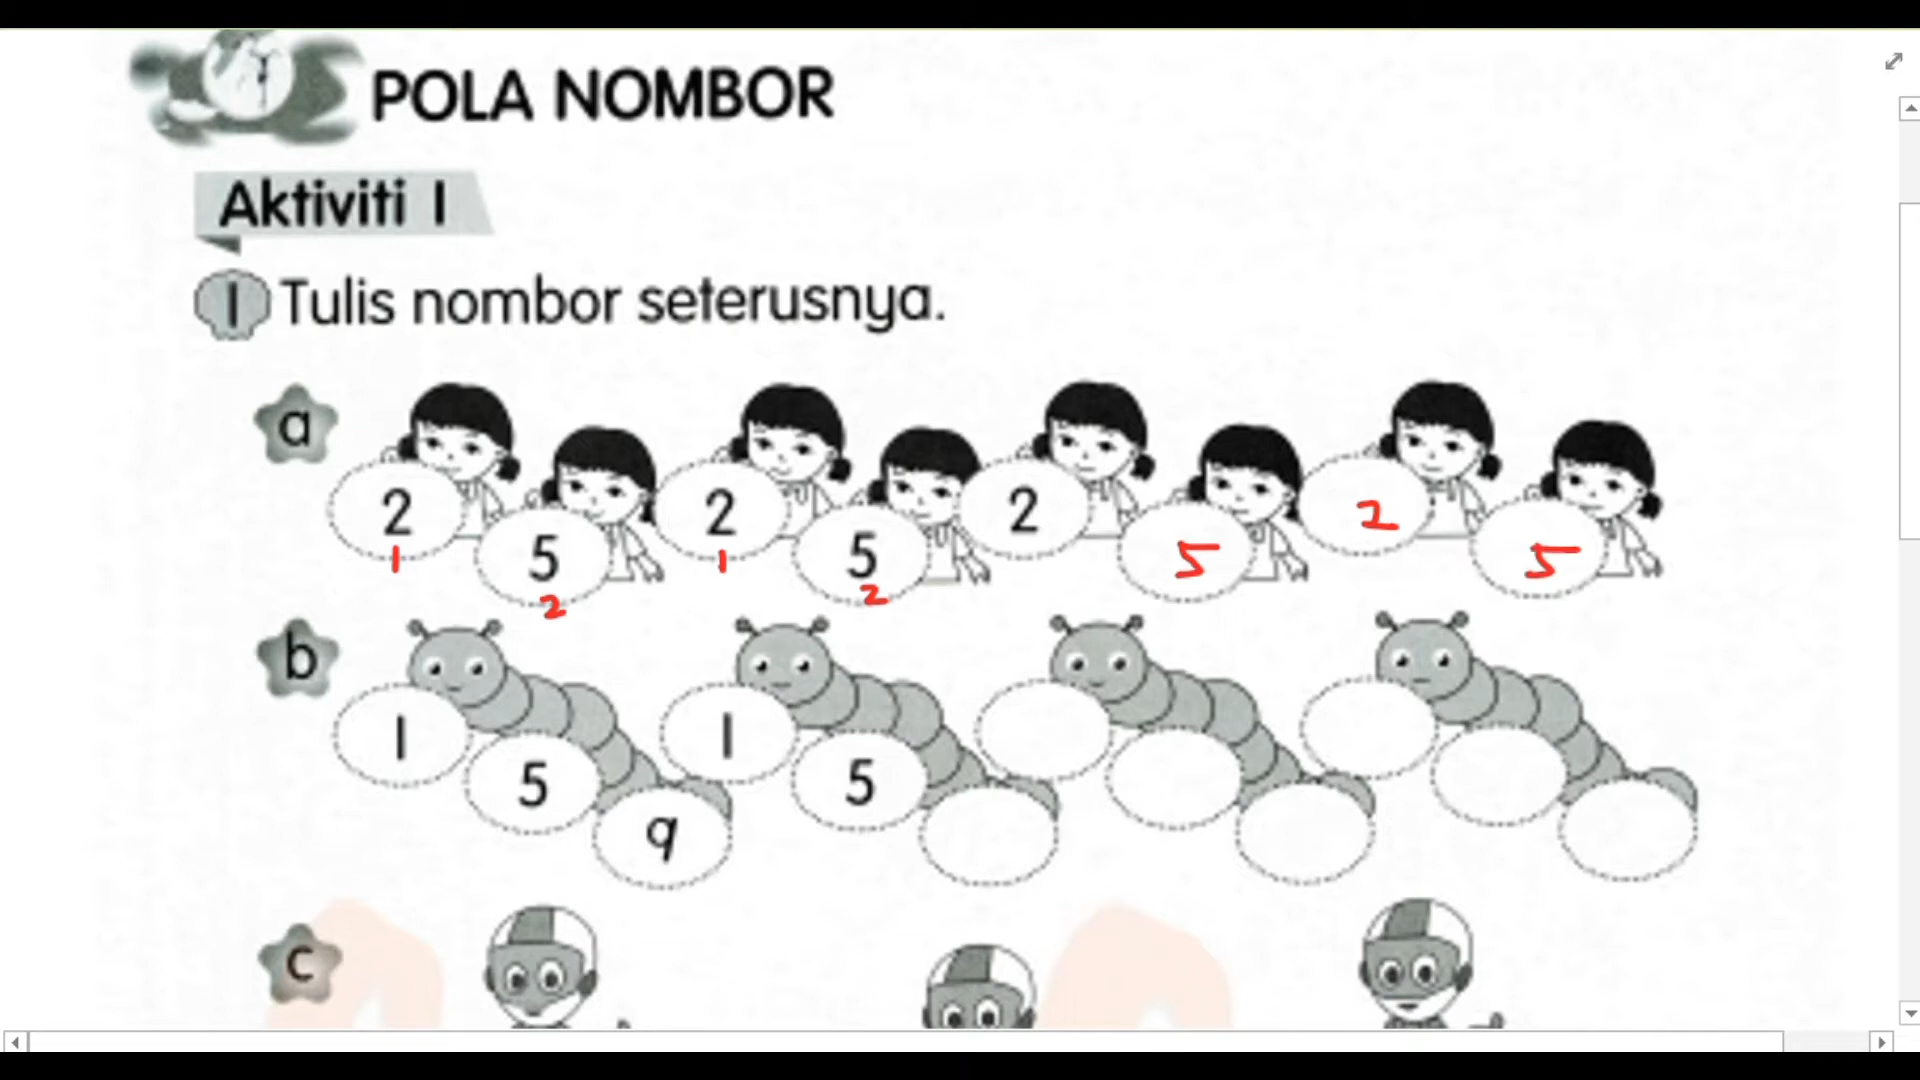 POLA NOMBOR
Aktiviti 1
1 Tulis nombor seterusnya.
a
2 5 2 5 2 5 2 5
1 2 1 2
b
1 5 9 1 5
c